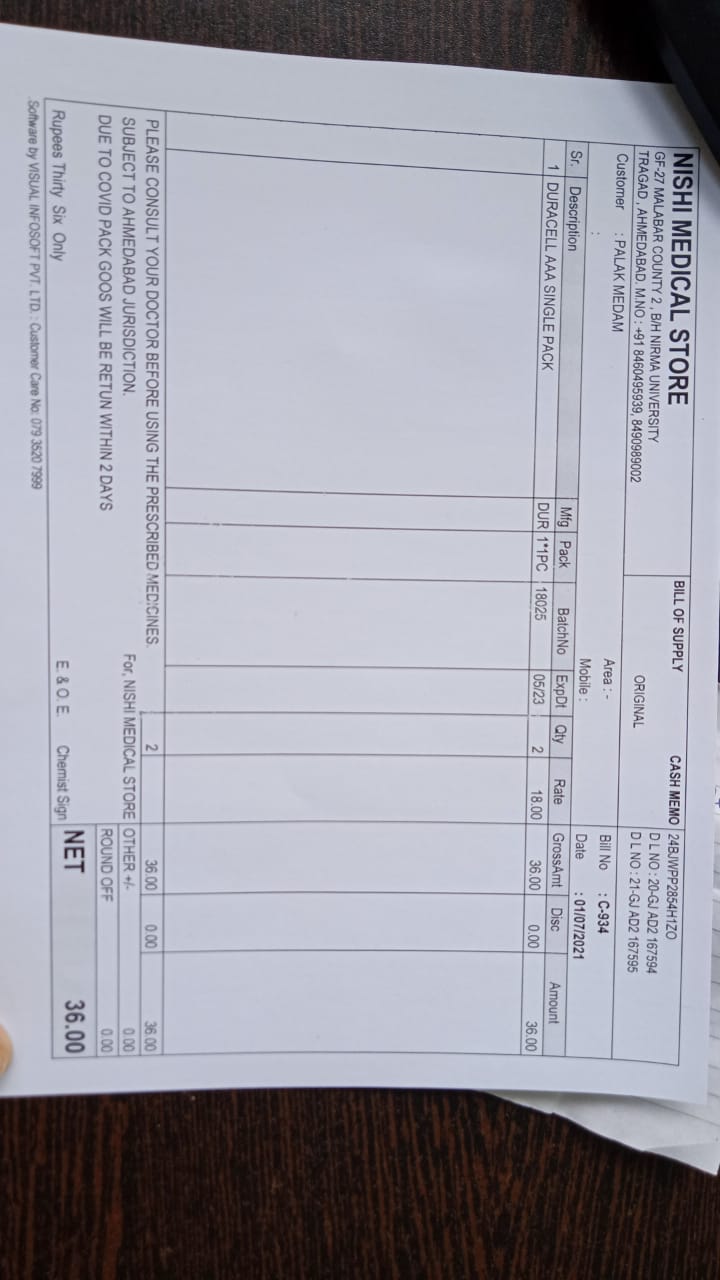 NISHI MEDICAL STORE
GF-27 MALABAR COUNTY 2 , B/H NIRMA UNIVERSITY
TRAGAD , AHMEDABAD. M.NO : +91 8460495939, 8490989002
BILL OF SUPPLY CASH MEMO 24BJWPP2854H1ZO
ORIGINAL
D L NO : 20-GJ AD2 167594
D L NO : 21-GJ AD2 167595
Customer : PALAK MEDAM
:
Area : -
Mobile :
Bill No : C-934
Date : 01/07/2021
Sr. Description Mfg Pack BatchNo ExpDt Qty Rate GrossAmt Disc Amount
1 DURACELL AAA SINGLE PACK DUR 1*1PC 18025 05/23 2 18.00 36.00 0.00 36.00
2 36.00 0.00 36.00
PLEASE CONSULT YOUR DOCTOR BEFORE USING THE PRESCRIBED MEDICINES.
SUBJECT TO AHMEDABAD JURISDICTION. For, NISHI MEDICAL STORE OTHER +/- 0.00
DUE TO COVID PACK GOOS WILL BE RETUN WITHIN 2 DAYS ROUND OFF 0.00
Rupees Thirty Six Only E. & O. E. Chemist Sign NET 36.00
Software by VISUAL INFOSOFT PVT. LTD. : Customer Care No: 079 3520 7999